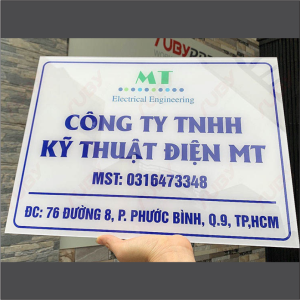 MT
Electrical Engineering
CÔNG TY TNHH
KỸ THUẬT ĐIỆN MT
MST: 0316473348
ĐC: 76 ĐƯỜNG 8, P. PHƯỚC BÌNH, Q.9, TP,HCM